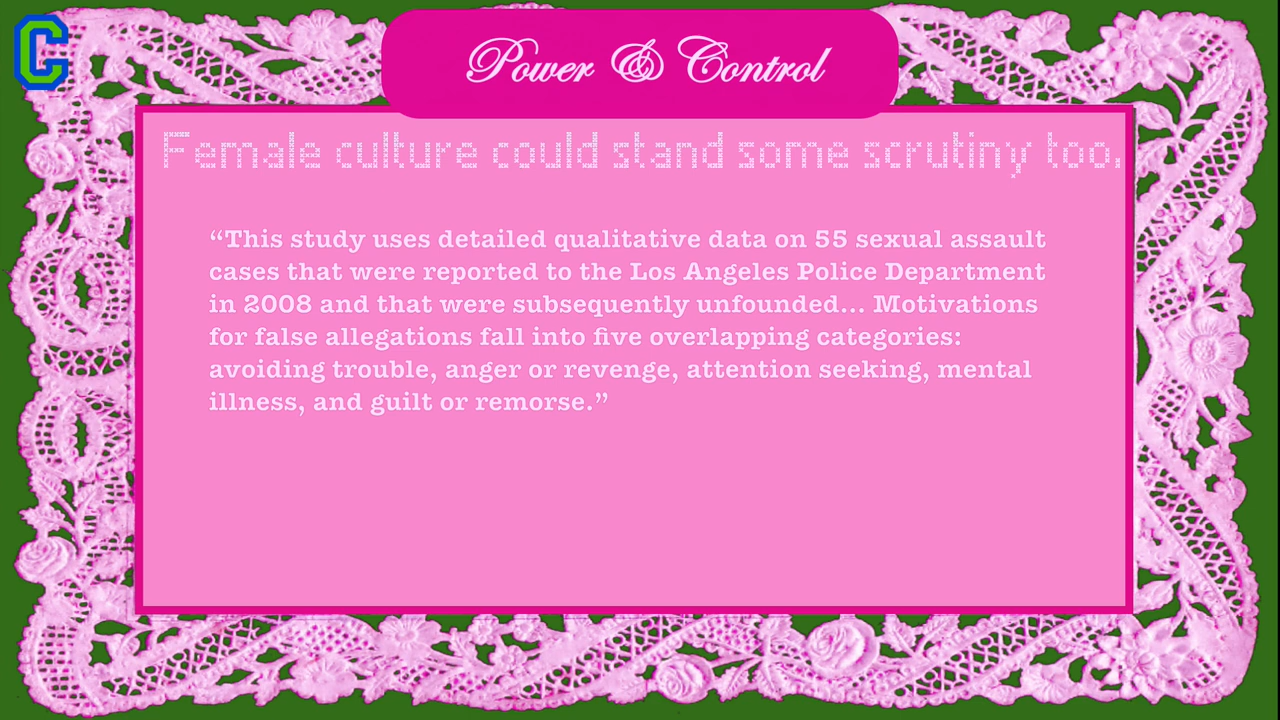 C
Power & Control
Female culture could stand some scrutiny too.
“This study uses detailed qualitative data on 55 sexual assault
cases that were reported to the Los Angeles Police Department
in 2008 and that were subsequently unfounded... Motivations
for false allegations fall into five overlapping categories:
avoiding trouble, anger or revenge, attention seeking, mental
illness, and guilt or remorse.”